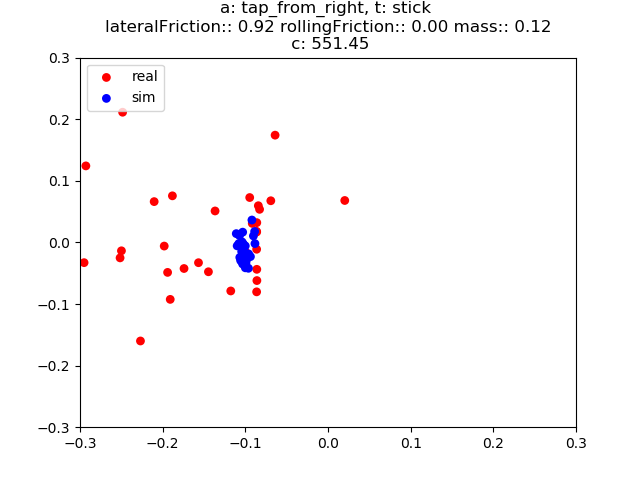 a: tap_from_right, t: stick
lateralFriction:: 0.92 rollingFriction:: 0.00 mass:: 0.12
c: 551.45
real
sim
0.3
0.2
0.1
0.0
−0.1
−0.2
−0.3
−0.3
−0.2
−0.1
0.0
0.1
0.2
0.3